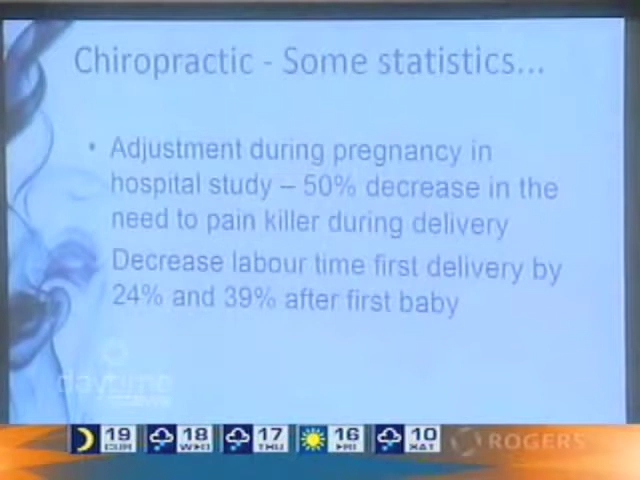 Chiropractic - Some statistics...
• Adjustment during pregnancy in
hospital study – 50% decrease in the
need to pain killer during delivery
Decrease labour time first delivery by
24% and 39% after first baby
daytime
19 CUR 18 WED 17 THU 16 FRI 10 SAT ROGERS